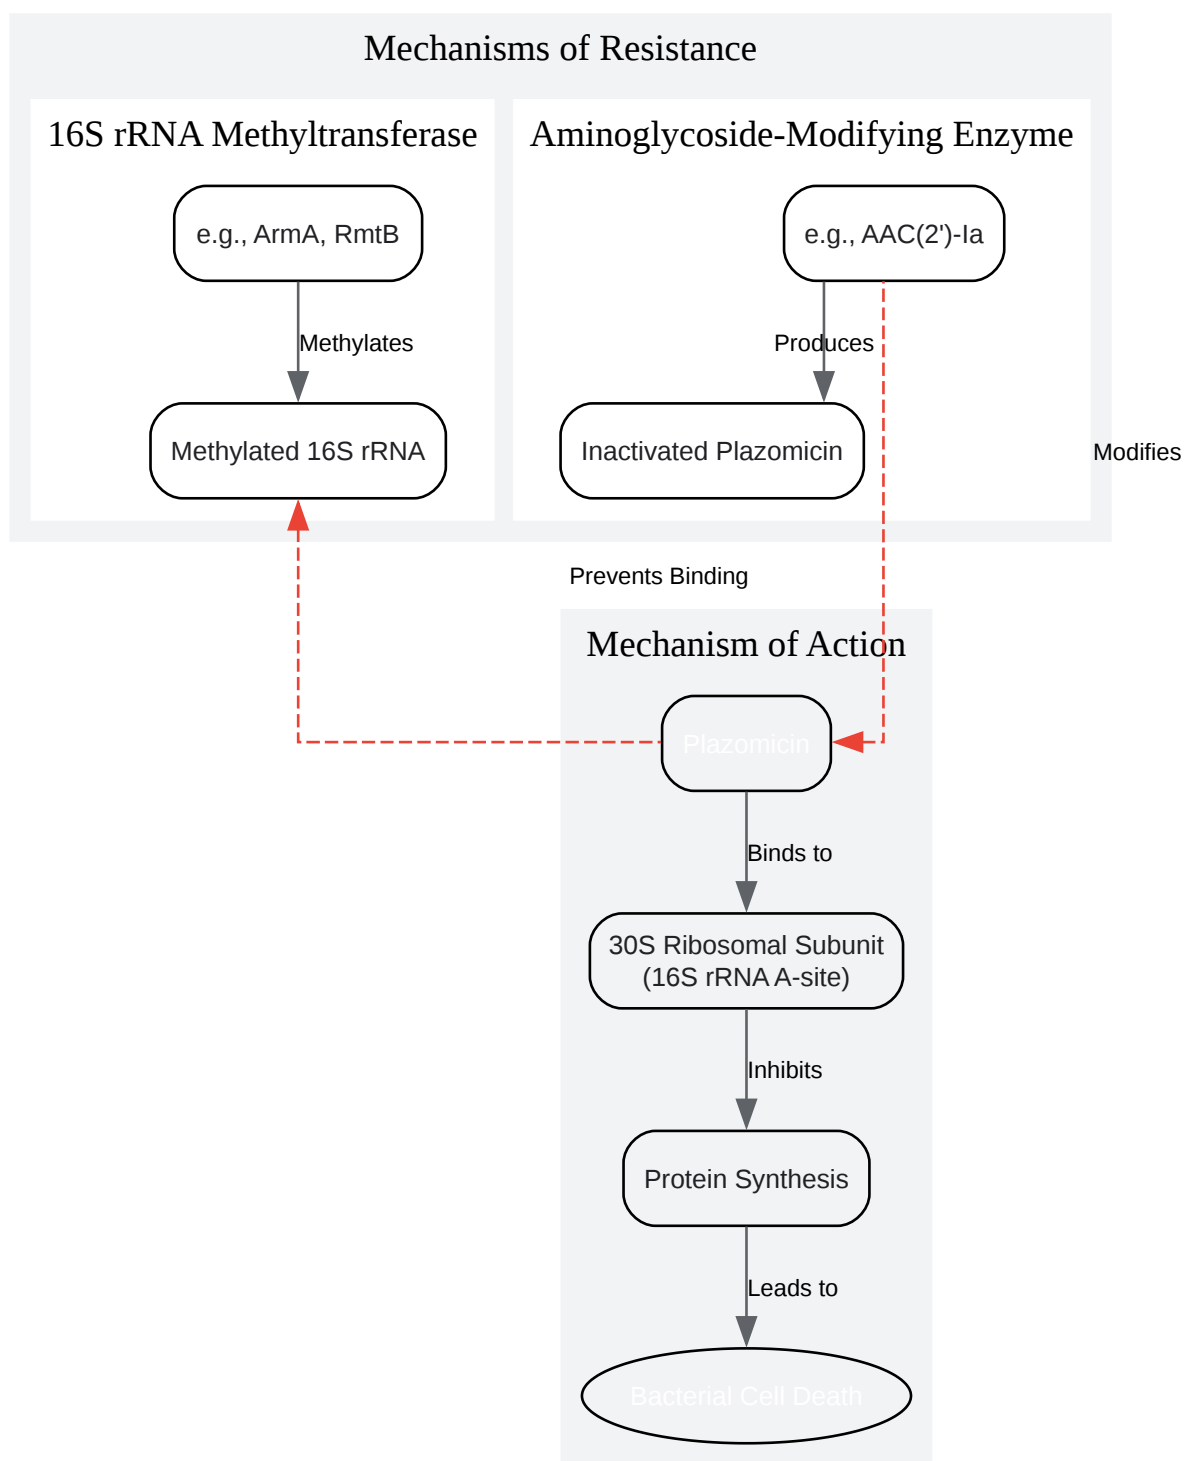 Mechanisms of Resistance
16S rRNA Methyltransferase
Aminoglycoside-Modifying Enzyme
e.g., ArmA, RmtB
e.g., AAC(2')-Ia
Methylates
Produces
Methylated 16S rRNA
Inactivated Plazomicin
Modifies
Prevents Binding
Mechanism of Action
Plazomicin
Binds to
30S Ribosomal Subunit
(16S rRNA A-site)
Inhibits
Protein Synthesis
Leads to
Bacterial Cell Death